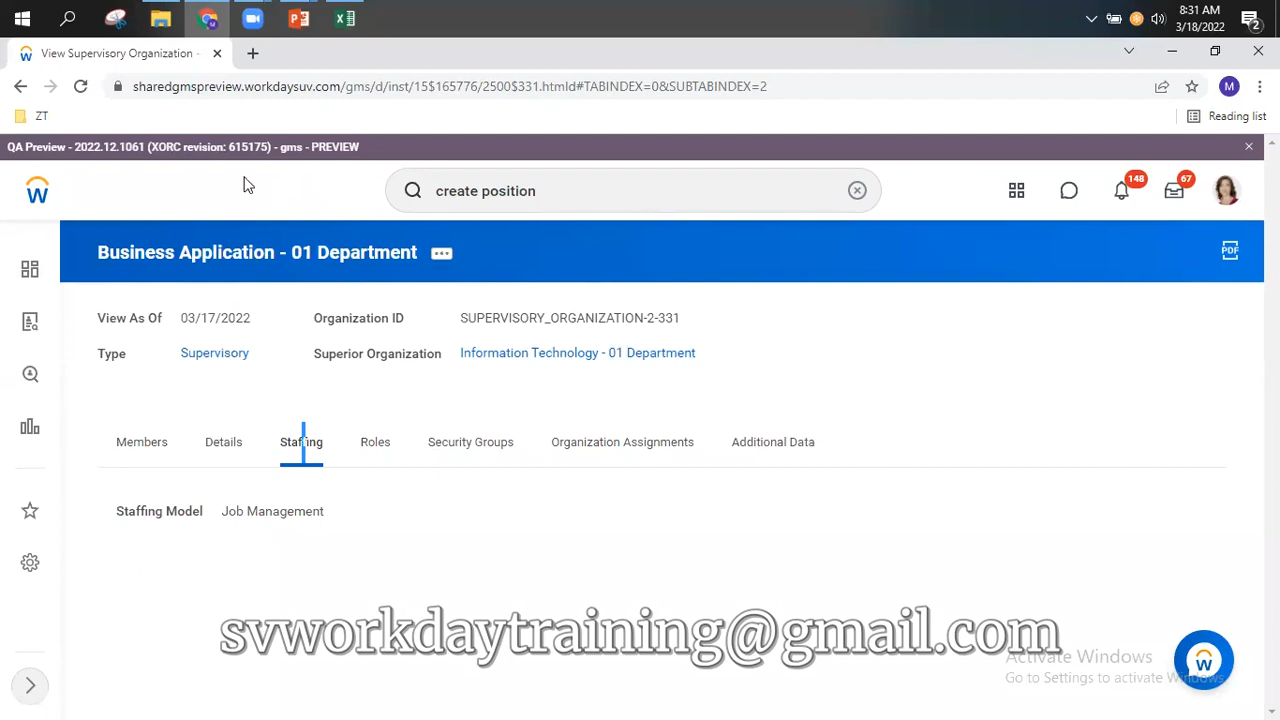 8:31 AM
3/18/2022
2
View Supervisory Organization -
sharedgmspreview.workdaysuv.com/gms/d/inst/15$165776/2500$331.htmld#TABINDEX=0&SUBTABINDEX=2
M
ZT
Reading list
QA Preview - 2022.12.1061 (XORC revision: 615175) - gms - PREVIEW
create position
148
67
Business Application - 01 Department
PDF
View As Of 03/17/2022 Organization ID SUPERVISORY_ORGANIZATION-2-331
Type Supervisory Superior Organization Information Technology - 01 Department
Members Details Staffing Roles Security Groups Organization Assignments Additional Data
Staffing Model Job Management
svworkdaytraining@gmail.com
Activate Windows
Go to Settings to activate Windows.